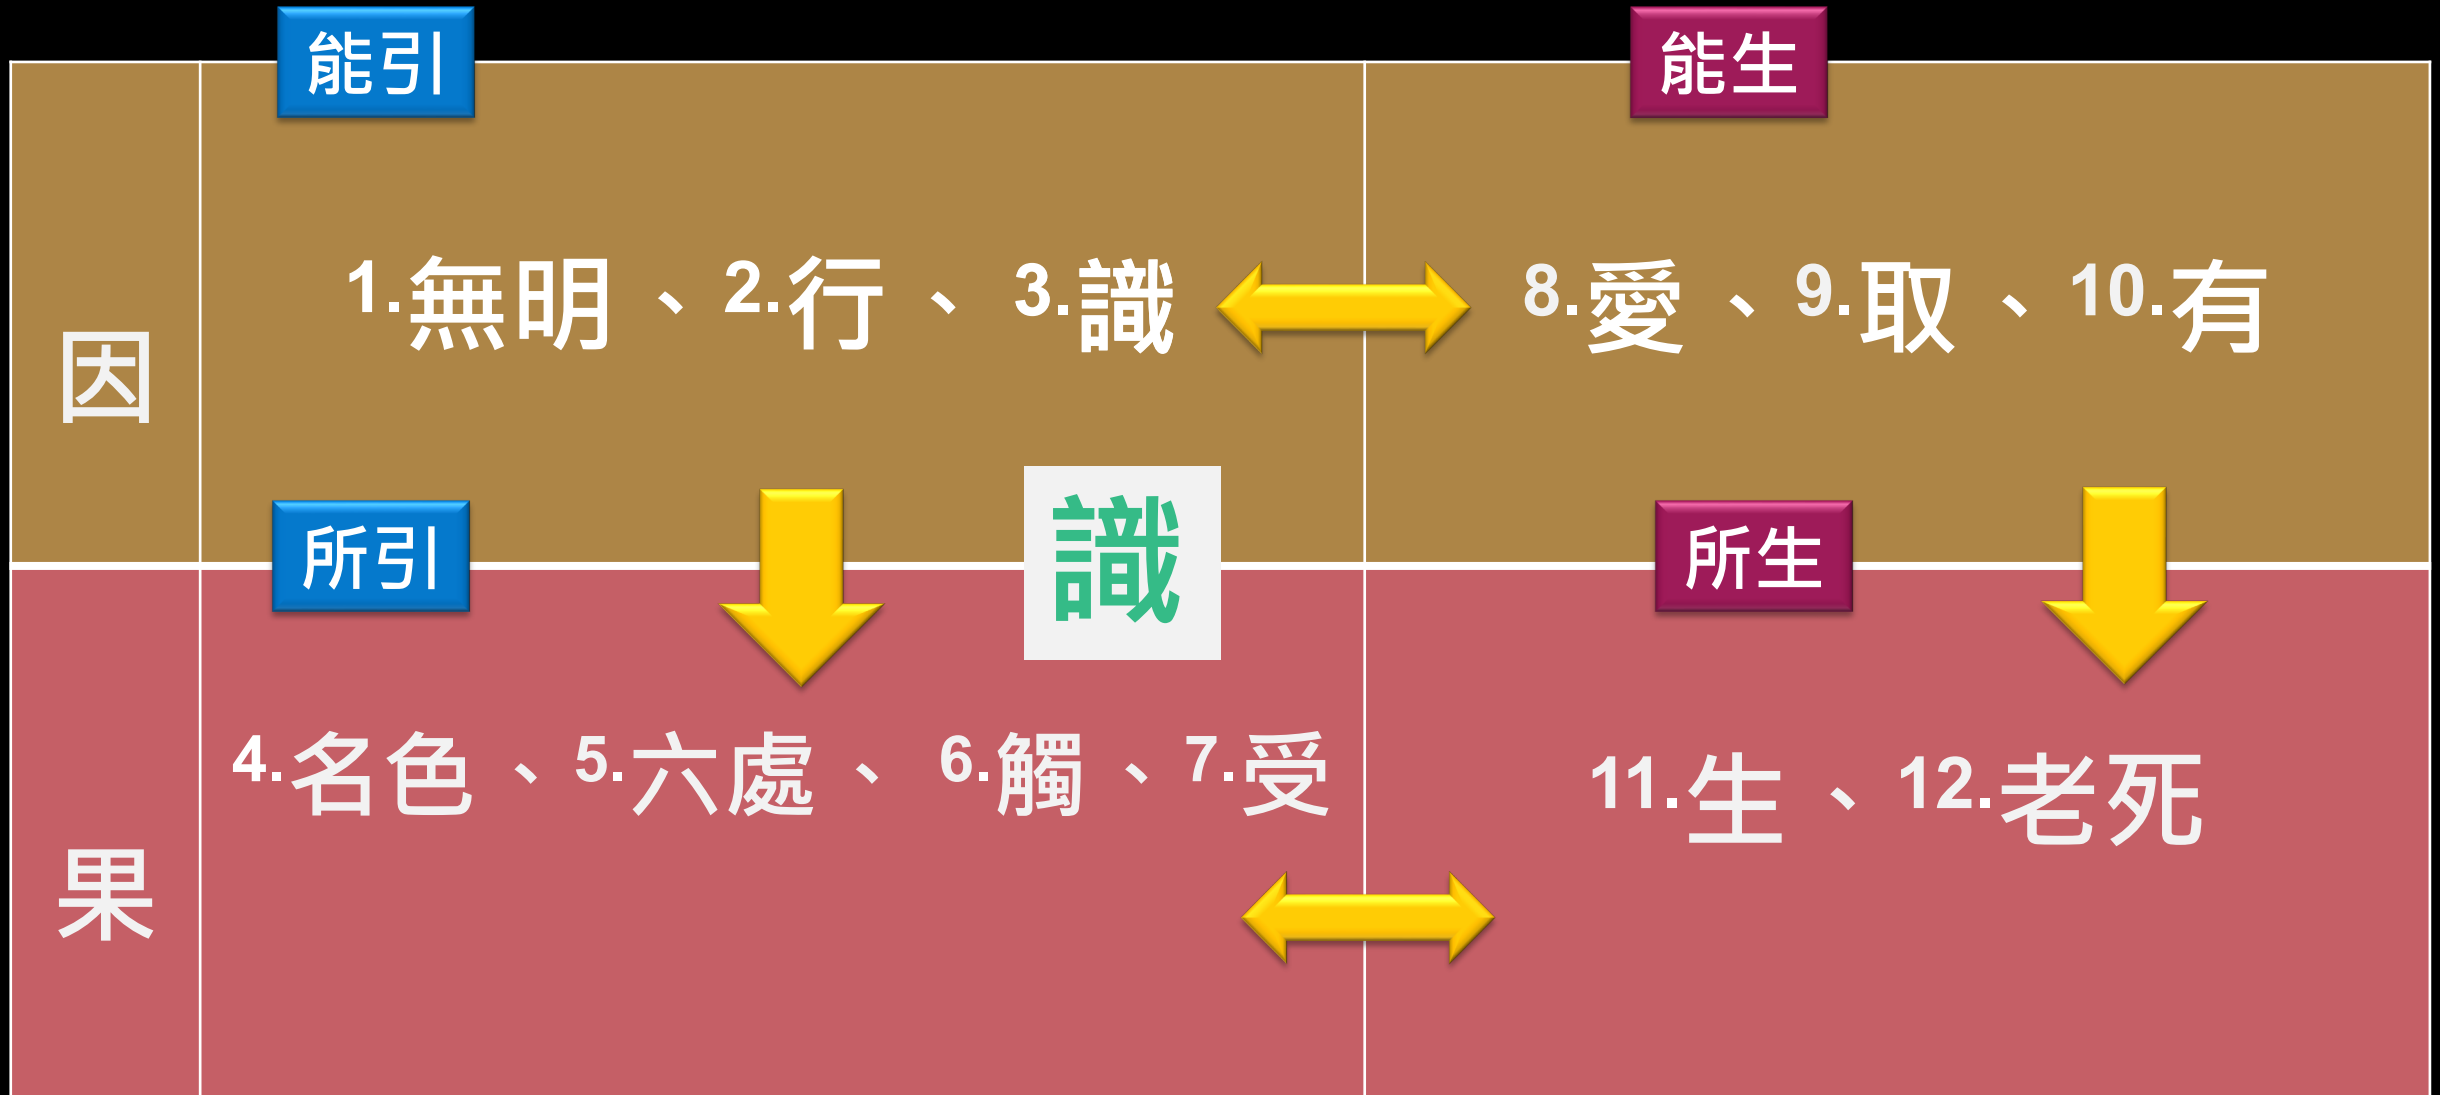 能引
能生
因
1.無明、2.行、3.識
8.愛、9.取、10.有
所引
識
所生
果
4.名色、5.六處、6.觸、7.受
11.生、12.老死